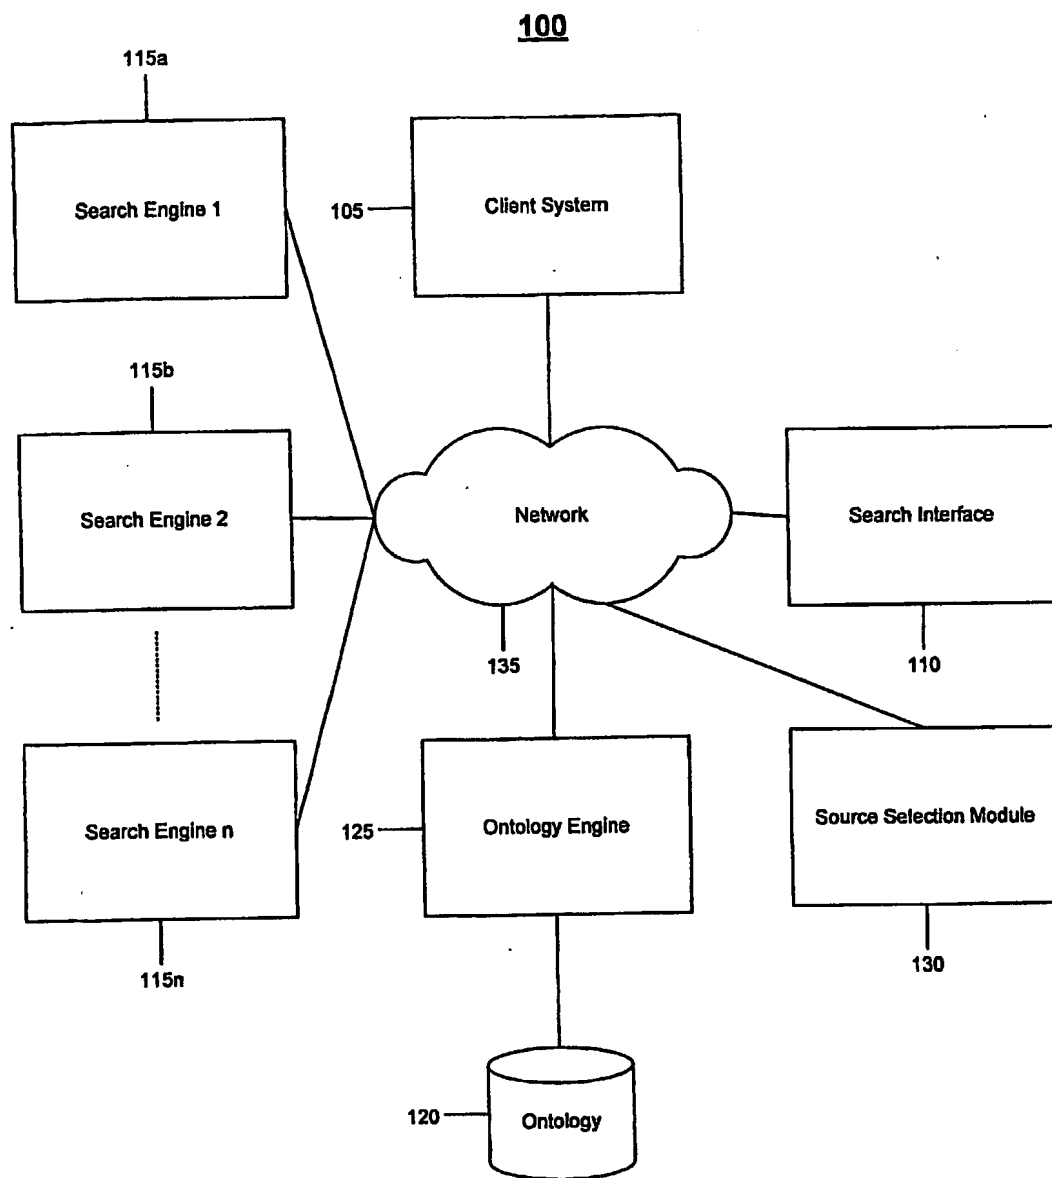 100
115a
Search Engine 1
105
Client System
115b
Search Engine 2
Network
Search Interface
135
110
Search Engine n
125
Ontology Engine
Source Selection Module
115n
130
120
Ontology